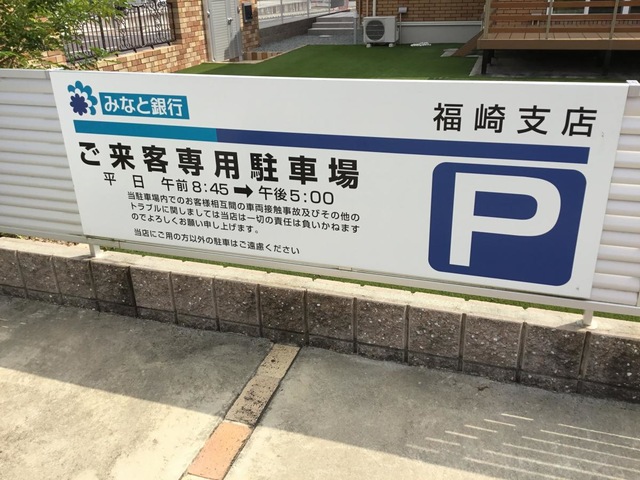 みなと銀行
福崎支店
ご来客専用駐車場
平日 午前8:45➡午後5:00
当駐車場内でのお客様相互間の車両接触事故及びその他の
トラブルに関しましては当店は一切の責任は負いかねます
のでよろしくお願い申し上げます。
当店にご用の方以外の駐車はご遠慮ください
P